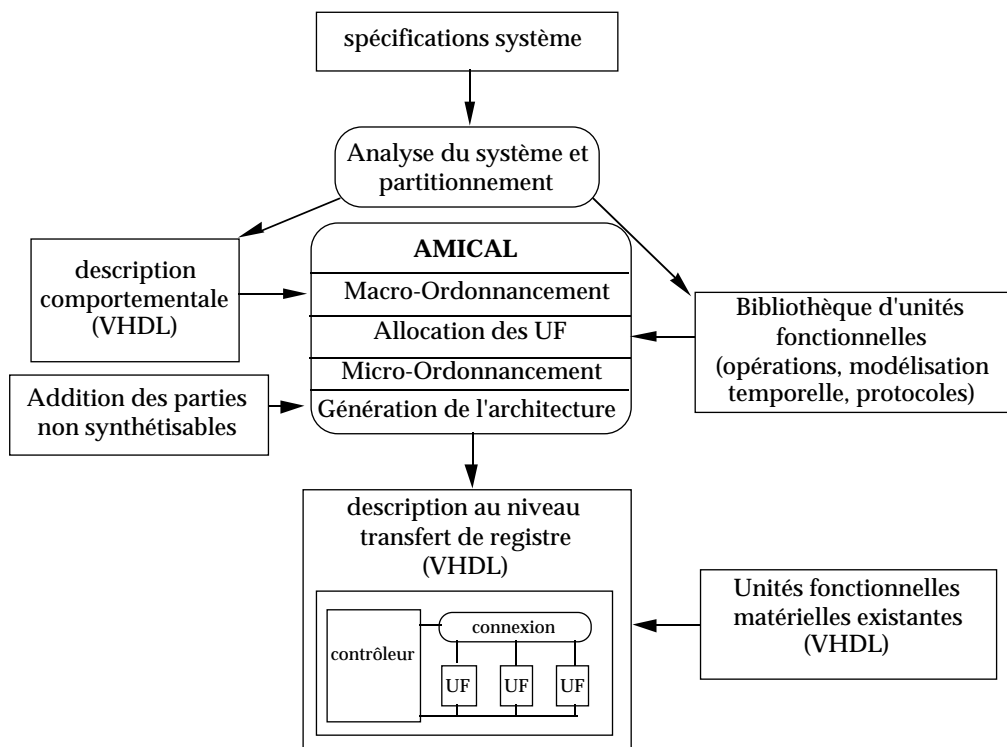 spécifications système
Analyse du système et
partitionnement
description
comportementale
(VHDL)
AMICAL
Macro-Ordonnancement
Allocation des UF
Micro-Ordonnancement
Génération de l'architecture
Bibliothèque d'unités
fonctionnelles
(opérations, modélisation
temporelle, protocoles)
Addition des parties
non synthétisables
description au niveau
transfert de registre
(VHDL)
contrôleur
connexion
UF
UF
UF
Unités fonctionnelles
matérielles existantes
(VHDL)